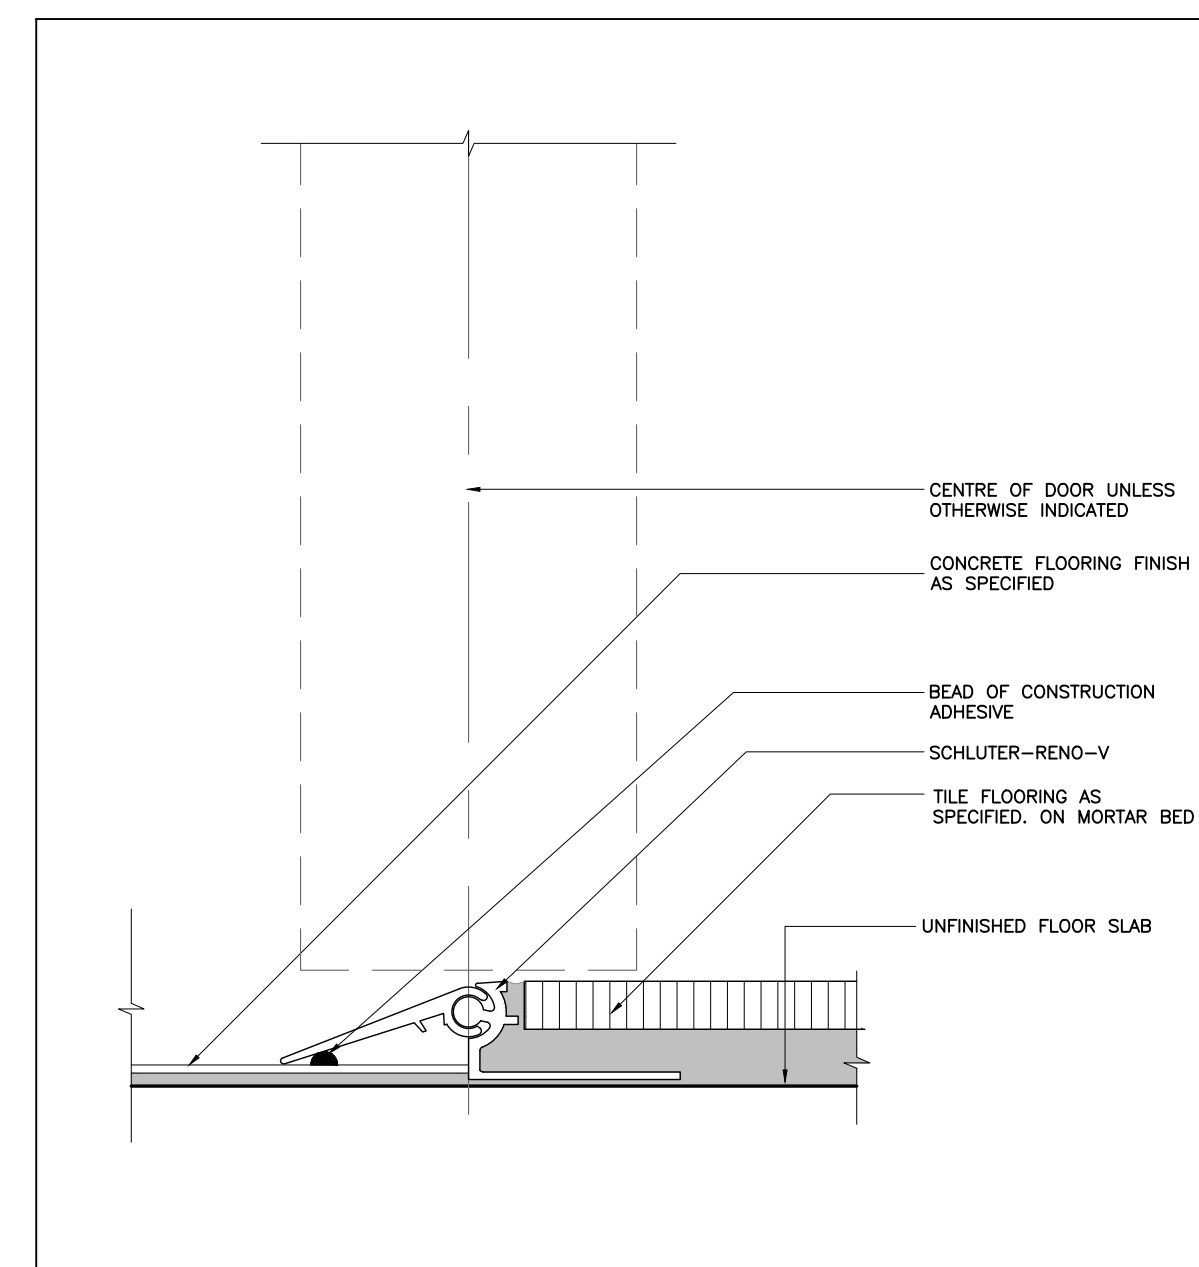 CENTRE OF DOOR UNLESS
OTHERWISE INDICATED
CONCRETE FLOORING FINISH
AS SPECIFIED
BEAD OF CONSTRUCTION
ADHESIVE
SCHLUTER-RENO-V
TILE FLOORING AS
SPECIFIED. ON MORTAR BED
UNFINISHED FLOOR SLAB